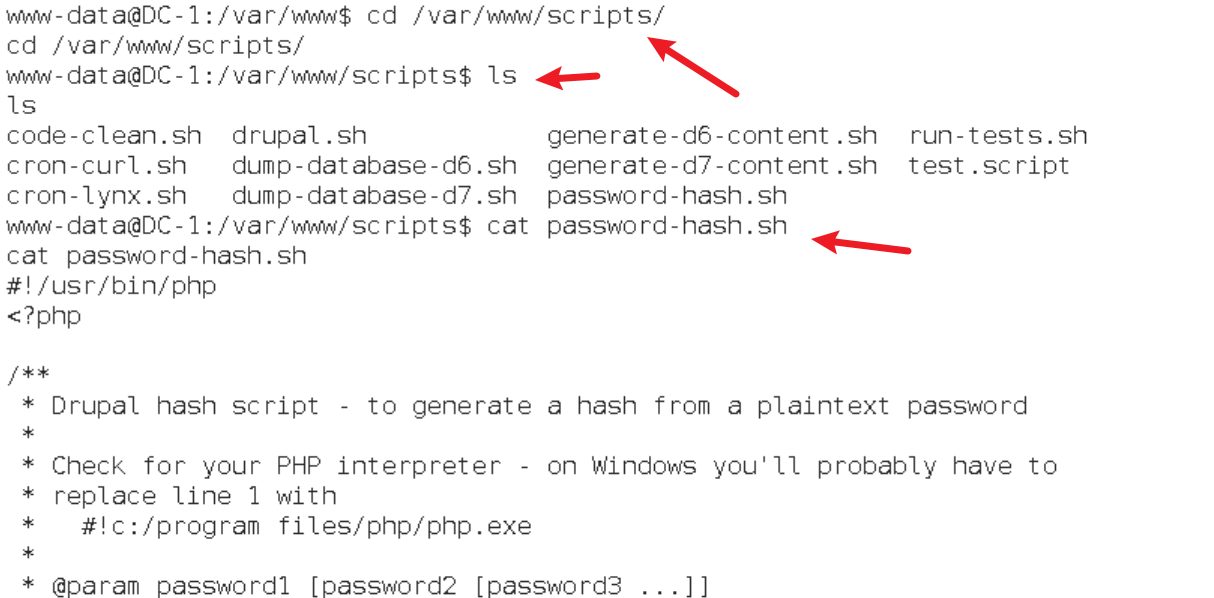 www-data@DC-1:/var/www$ cd /var/www/scripts/
cd /var/www/scripts/
www-data@DC-1:/var/www/scripts$ ls
ls
code-clean.sh  drupal.sh            generate-d6-content.sh  run-tests.sh
cron-curl.sh   dump-database-d6.sh  generate-d7-content.sh  test.script
cron-lynx.sh   dump-database-d7.sh  password-hash.sh
www-data@DC-1:/var/www/scripts$ cat password-hash.sh
cat password-hash.sh
#!/usr/bin/php
<?php
/**
 * Drupal hash script - to generate a hash from a plaintext password
 *
 * Check for your PHP interpreter - on Windows you'll probably have to
 * replace line 1 with
 *   #!c:/program files/php/php.exe
 *
 * @param password1 [password2 [password3 ...]]